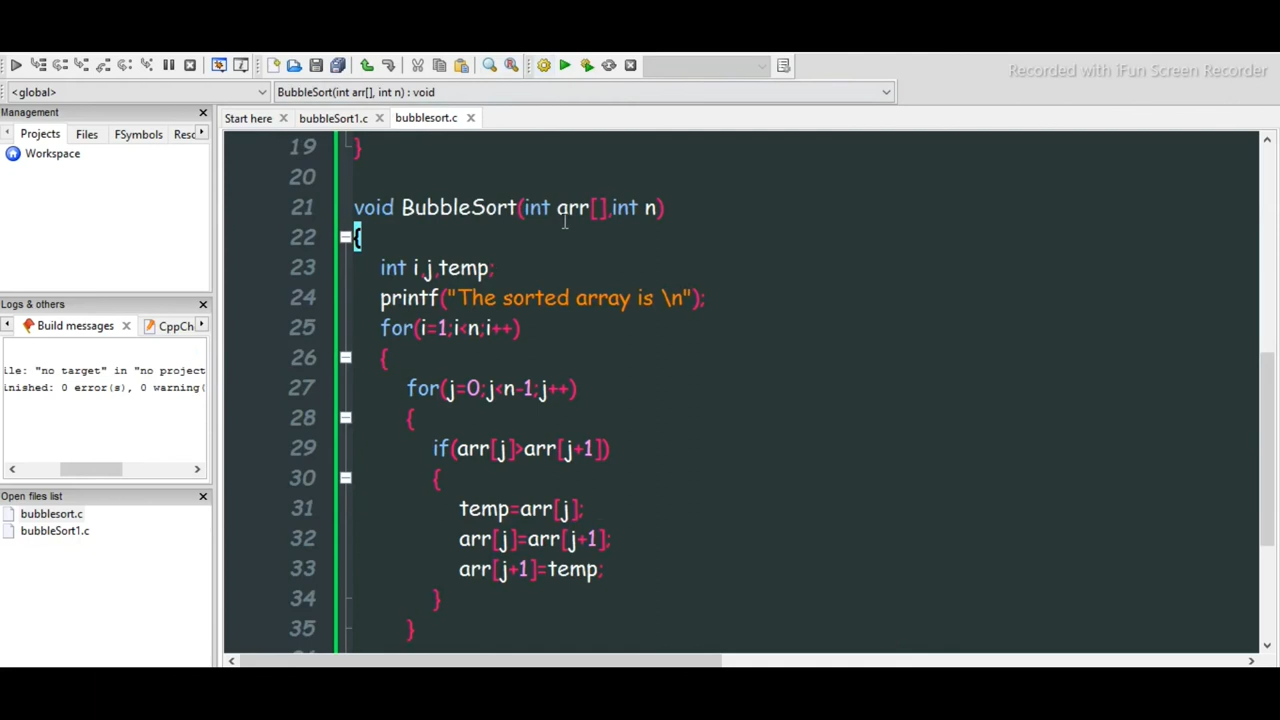 Recorded with iFun Screen Recorder
<global>
BubbleSort(int arr[], int n) : void
Management
Projects
Files
FSymbols
Resc
Workspace
Start here
bubbleSort1.c
bubblesort.c
19 }
20
21 void BubbleSort(int arr[],int n)
22 {
23 int i,j,temp;
24 printf("The sorted array is \n");
25 for(i=1;i<n;i++)
26 {
27 for(j=0;j<n-1;j++)
28 {
29 if(arr[j]>arr[j+1])
30 {
31 temp=arr[j];
32 arr[j]=arr[j+1];
33 arr[j+1]=temp;
34 }
35 }
Logs & others
Build messages
CppCh
ile: "no target" in "no project
inished: 0 error(s), 0 warning(
Open files list
bubblesort.c
bubbleSort1.c